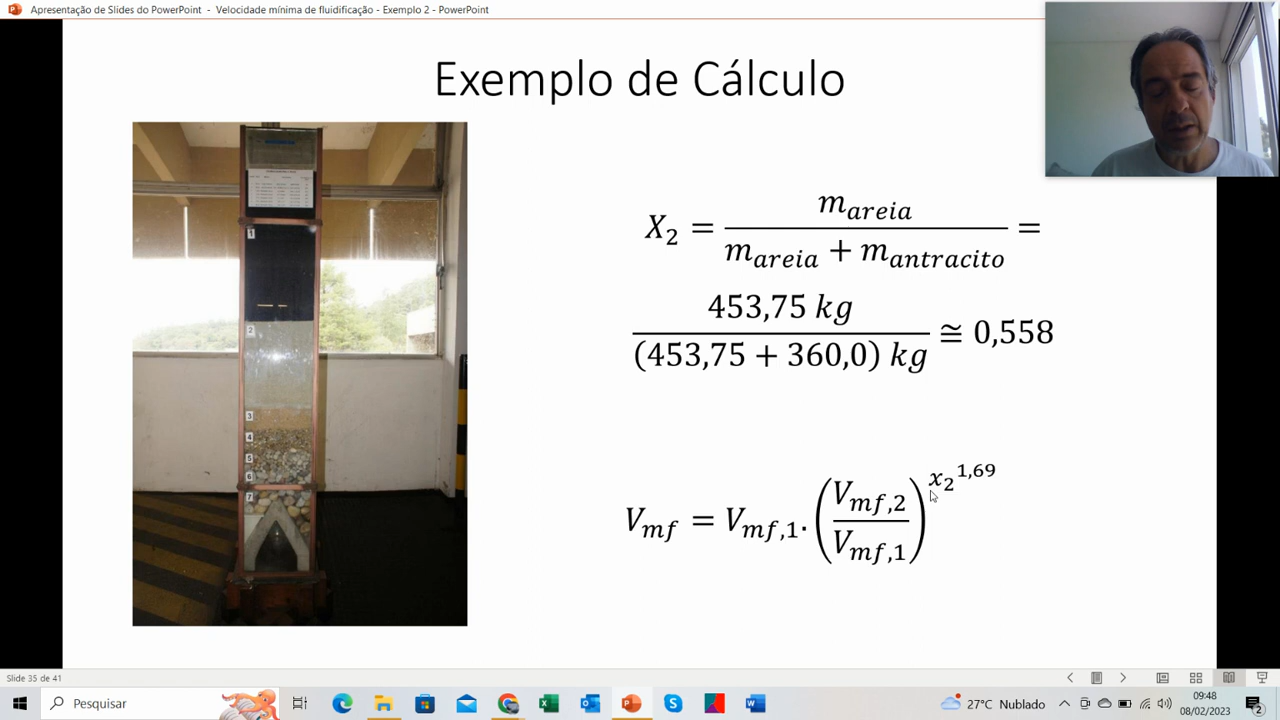 Apresentação de Slides do PowerPoint - Velocidade mínima de fluidificação - Exemplo 2 - PowerPoint
Exemplo de Cálculo
X₂ = m_areia / (m_areia + m_antracito) =
453,75 kg / ((453,75 + 360,0) kg) ≅ 0,558
V_mf = V_mf,1 . (V_mf,2 / V_mf,1)^(x₂^1,69)
1
2
3
4
5
6
7
Slide 35 de 41
Pesquisar
27°C Nublado
09:48
08/02/2023
2